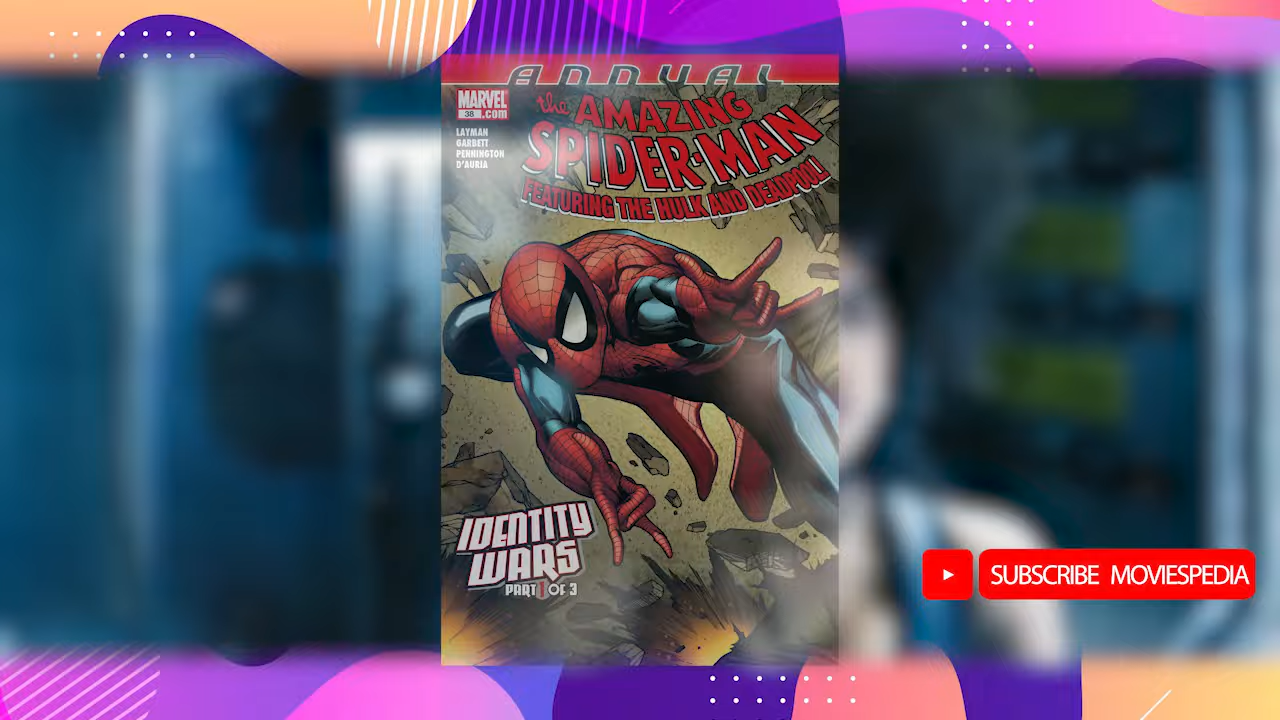 ANNUAL
MARVEL
38 .com
LAYMAN
GARBETT
PENNINGTON
D'AURIA
the AMAZING
SPIDER-MAN
FEATURING THE HULK AND DEADPOOL!
IDENTITY
WARS
PART 1 OF 3
SUBSCRIBE MOVIESPEDIA